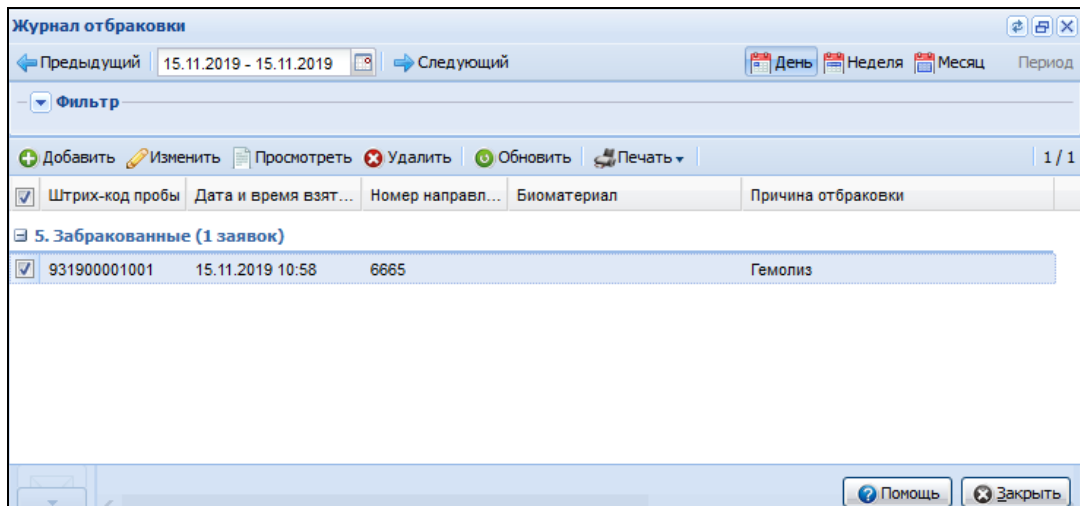 Журнал отбраковки
Предыдущий 15.11.2019 - 15.11.2019 Следующий День Неделя Месяц Период
Фильтр
Добавить Изменить Просмотреть Удалить Обновить Печать 1 / 1
Штрих-код пробы Дата и время взят... Номер направл... Биоматериал Причина отбраковки
5. Забракованные (1 заявок)
931900001001 15.11.2019 10:58 6665 Гемолиз
Помощь Закрыть